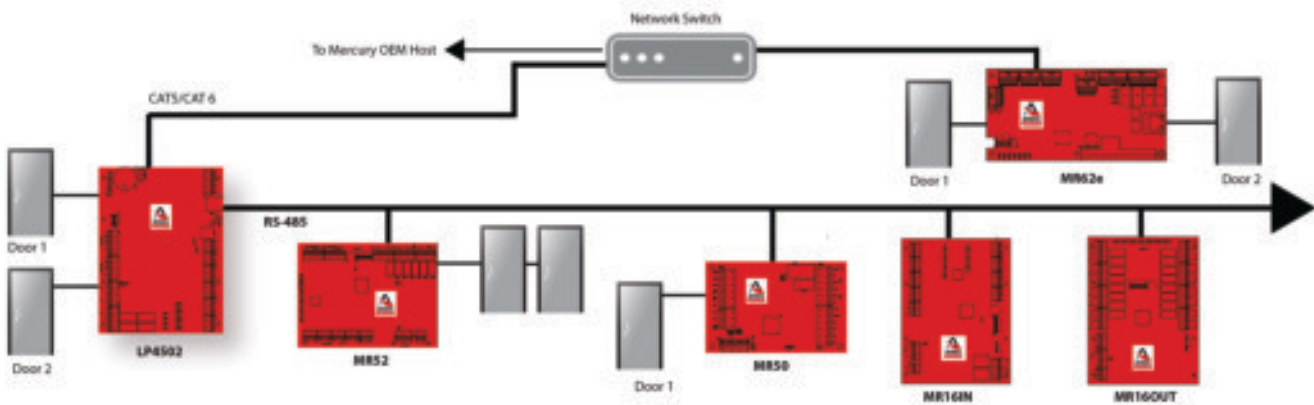 Network Switch
To Mercury OEM Host
CAT5/CAT 6
Door 1
MR62e
Door 2
Door 1
RS-485
Door 2
LP4502
MR52
Door 1
MR50
MR16IN
MR16OUT